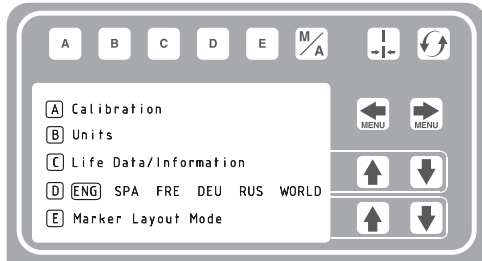 A B C D E M/A
MENU MENU
A Calibration
B Units
C Life Data/Information
D ENG SPA FRE DEU RUS WORLD
E Marker Layout Mode